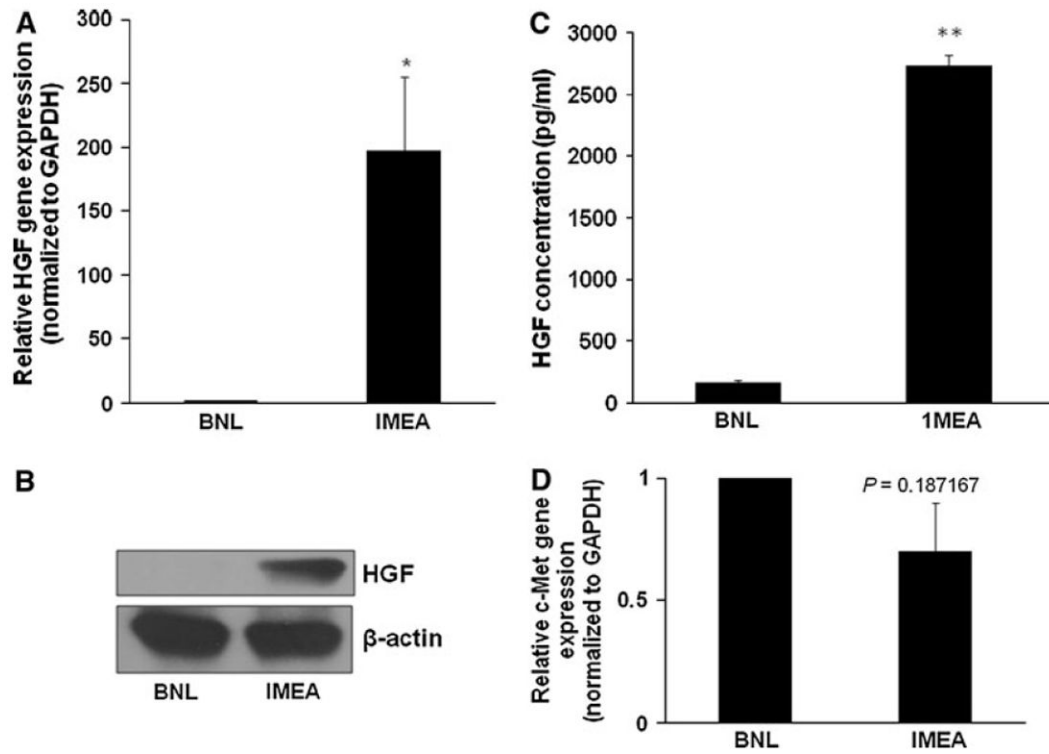 A
Relative HGF gene expression
(normalized to GAPDH)
300
250
200
150
100
50
0
*
BNL IMEA
C
HGF concentration (pg/ml)
3000
2500
2000
1500
1000
500
0
**
BNL 1MEA
B
HGF
β-actin
BNL IMEA
D
Relative c-Met gene
expression
(normalized to GAPDH)
1
0.5
0
P = 0.187167
BNL IMEA